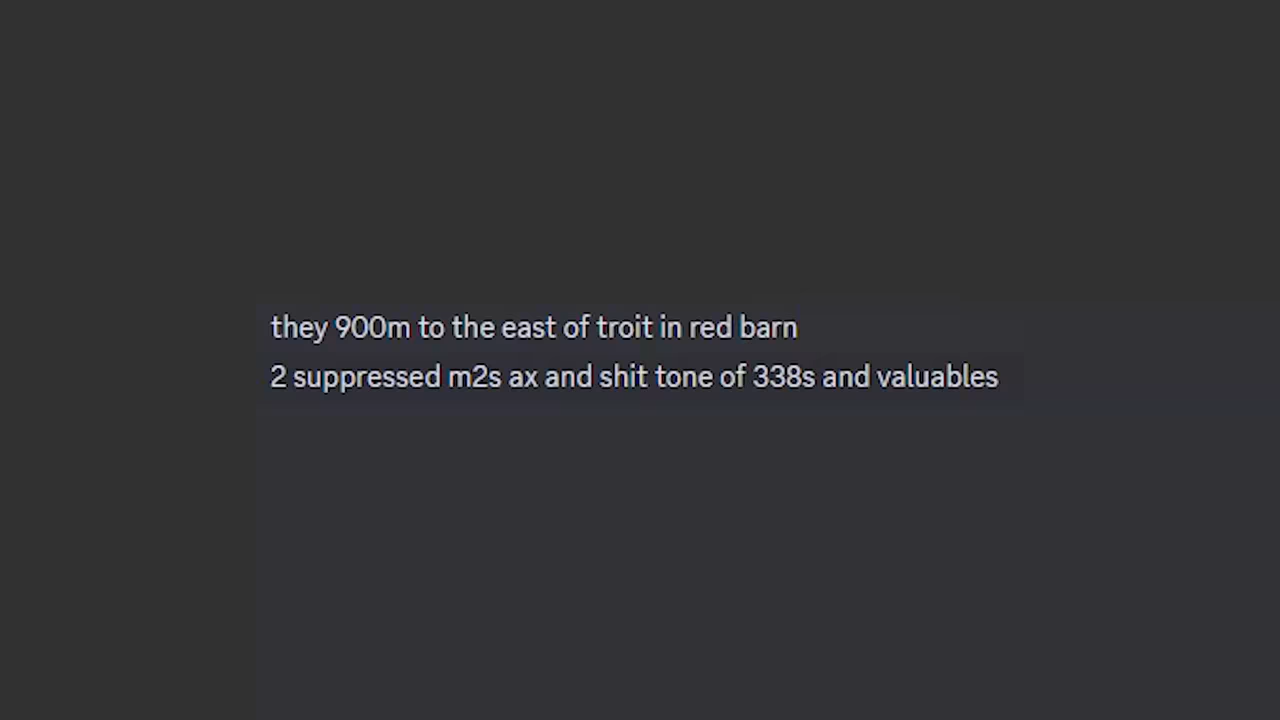 they 900m to the east of troit in red barn
2 suppressed m2s ax and shit tone of 338s and valuables